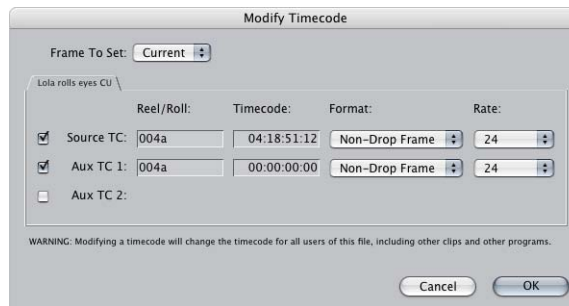 Modify Timecode
Frame To Set: Current
Lola rolls eyes CU
Reel/Roll: Timecode: Format: Rate:
Source TC: 004a 04:18:51:12 Non-Drop Frame 24
Aux TC 1: 004a 00:00:00:00 Non-Drop Frame 24
Aux TC 2:
WARNING: Modifying a timecode will change the timecode for all users of this file, including other clips and other programs.
Cancel OK